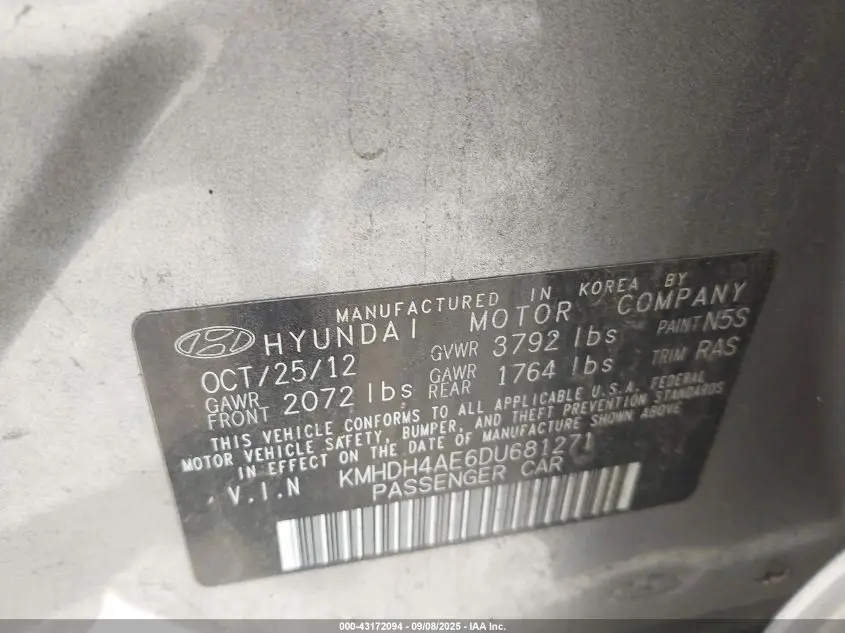 MANUFACTURED IN KOREA BY
HYUNDAI MOTOR COMPANY
OCT/25/12 GVWR 3792 lbs PAINT N5S
GAWR FRONT 2072 lbs GAWR REAR 1764 lbs TRIM RAS
THIS VEHICLE CONFORMS TO ALL APPLICABLE U.S.A. FEDERAL
MOTOR VEHICLE SAFETY, BUMPER, AND THEFT PREVENTION STANDARDS
IN EFFECT ON THE DATE OF MANUFACTURE SHOWN ABOVE
V.I.N KMHDH4AE6DU681271
PASSENGER CAR
000-43172094 - 09/08/2025 - IAA Inc.